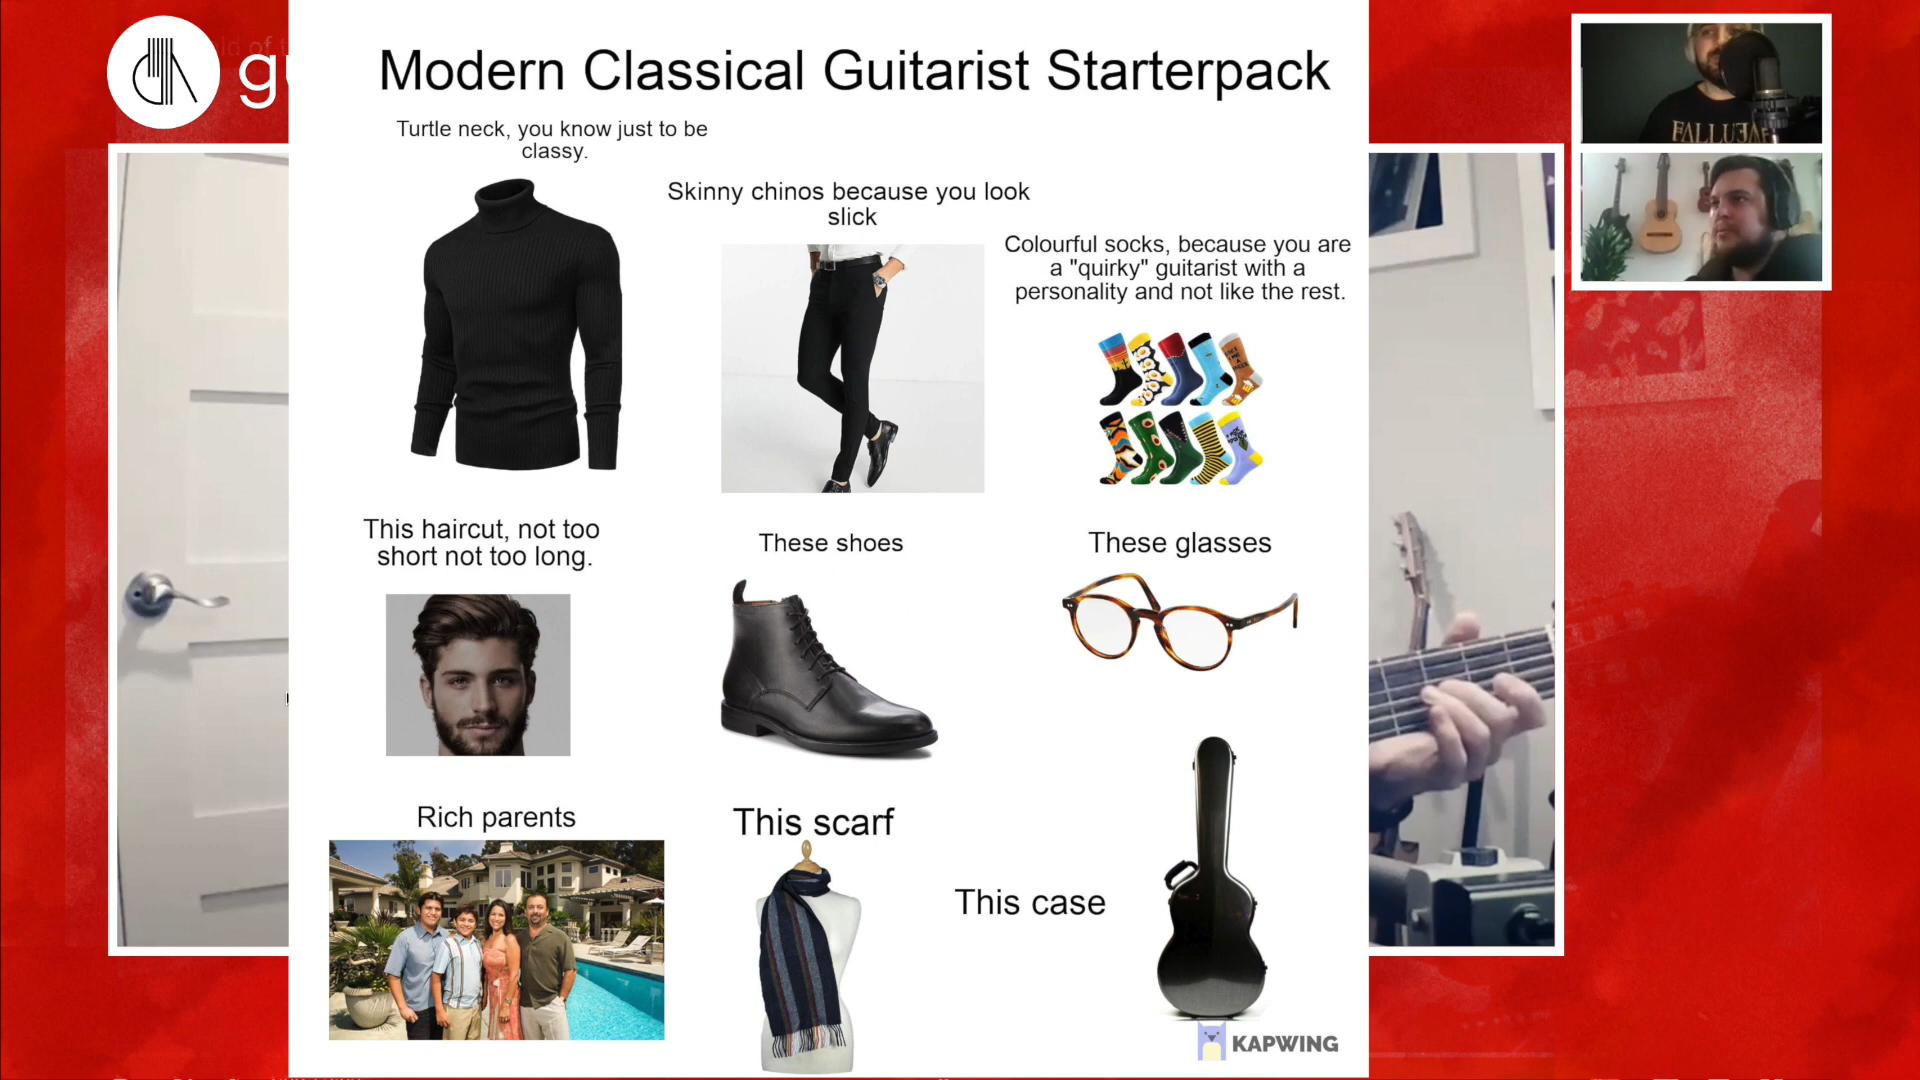 gu
Modern Classical Guitarist Starterpack
Turtle neck, you know just to be
classy.
Skinny chinos because you look
slick
Colourful socks, because you are
a "quirky" guitarist with a
personality and not like the rest.
This haircut, not too
short not too long.
These shoes
These glasses
Rich parents
This scarf
This case
KAPWING
FALLUJAH